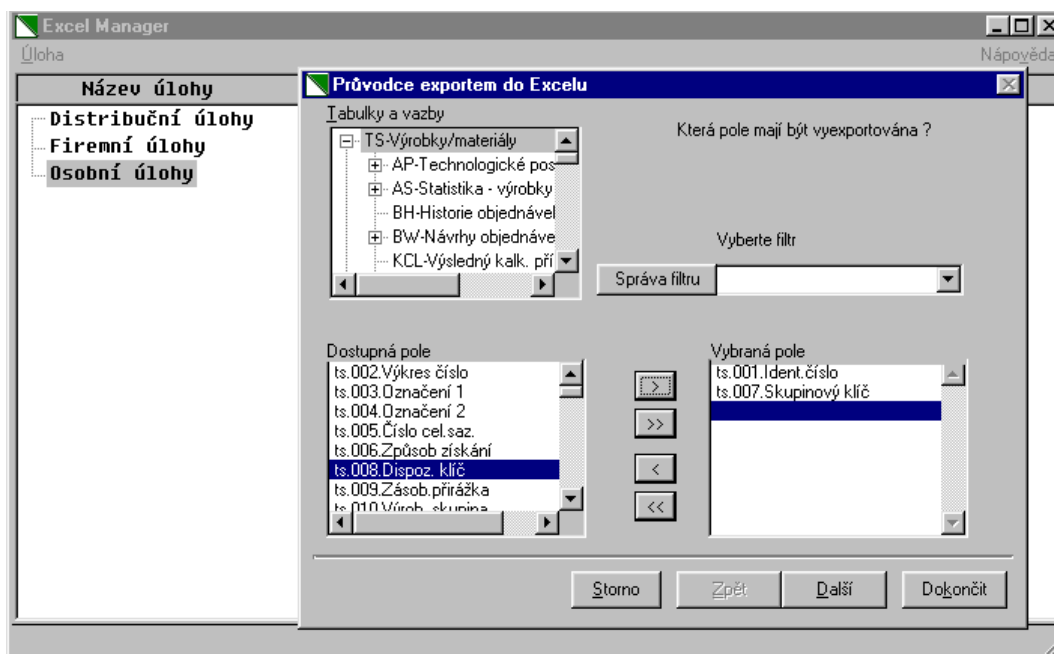 Excel Manager
Úloha
Nápověda
Název úlohy
Distribuční úlohy
Firemní úlohy
Osobní úlohy
Průvodce exportem do Excelu
Tabulky a vazby
TS-Výrobky/materiály
AP-Technologické pos
AS-Statistika - výrobky
BH-Historie objednável
BW-Návrhy objednáve
KCL-Výsledný kalk. pří
Která pole mají být vyexportována ?
Vyberte filtr
Správa filtru
Dostupná pole
ts.002.Výkres číslo
ts.003.Označení 1
ts.004.Označení 2
ts.005.Číslo cel.saz.
ts.006.Způsob získání
ts.008.Dispoz. klíč
ts.009.Zásob.přirážka
ts.010.Výrob. skupina
>
>>
<
<<
Vybraná pole
ts.001.Ident.číslo
ts.007.Skupinový klíč
Storno
Zpět
Další
Dokončit